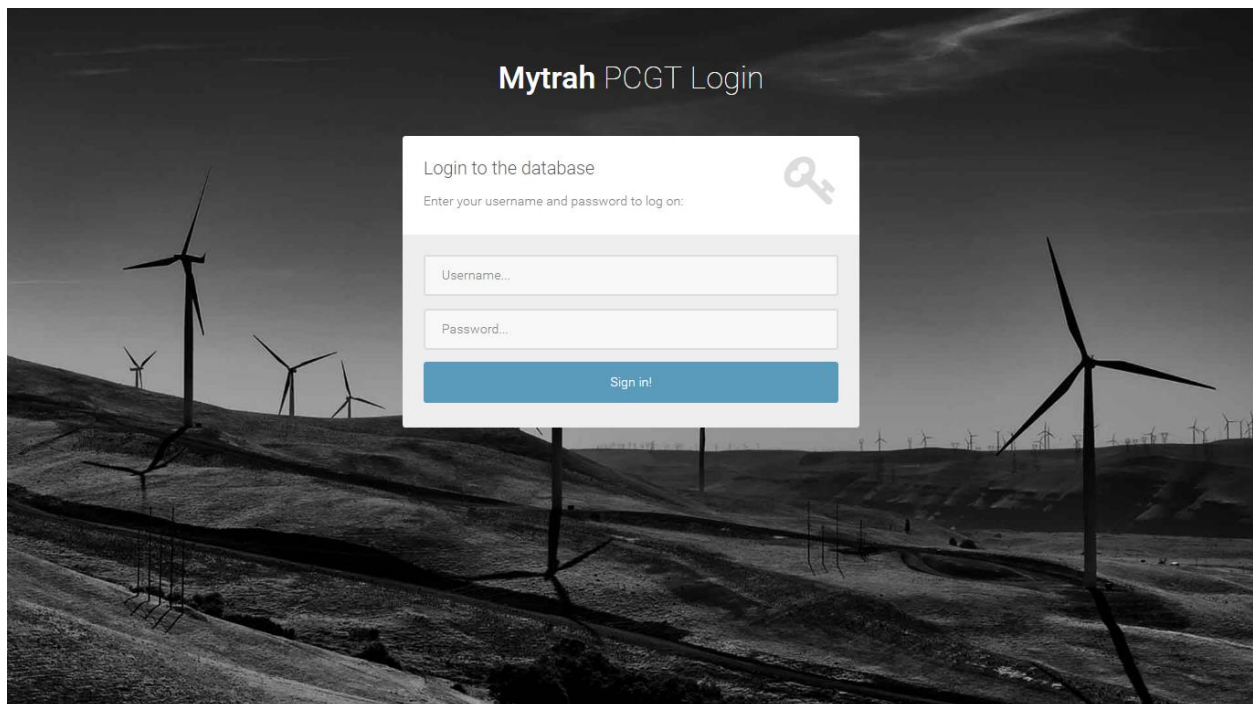 Mytrah PCGT Login
Login to the database
Enter your username and password to log on:
Username...
Password...
Sign in!